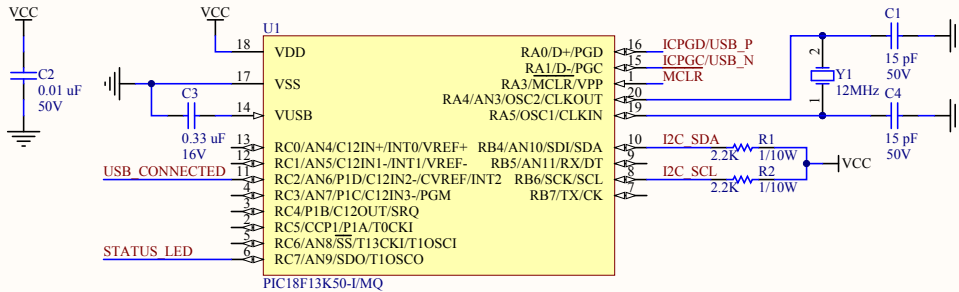 VCC
C2
0.01 uF
50V
VCC
C3
0.33 uF
16V
USB_CONNECTED
STATUS_LED
U1
18 VDD
17 VSS
14 VUSB
13 RC0/AN4/C12IN+/INT0/VREF+
12 RC1/AN5/C12IN1-/INT1/VREF-
11 RC2/AN6/P1D/C12IN2-/CVREF/INT2
4 RC3/AN7/P1C/C12IN3-/PGM
3 RC4/P1B/C12OUT/SRQ
2 RC5/CCP1/P1A/T0CKI
5 RC6/AN8/SS/T13CKI/T1OSCI
6 RC7/AN9/SDO/T1OSCO
PIC18F13K50-I/MQ
RA0/D+/PGD 16 ICPGD/USB_P
RA1/D-/PGC 15 ICPGC/USB_N
RA3/MCLR/VPP 1 MCLR
RA4/AN3/OSC2/CLKOUT 20
RA5/OSC1/CLKIN 19
RB4/AN10/SDI/SDA 10 I2C_SDA
RB5/AN11/RX/DT 9
RB6/SCK/SCL 8 I2C_SCL
RB7/TX/CK 7
2
Y1
12MHz
1
C1
15 pF
50V
C4
15 pF
50V
R1
2.2K 1/10W
R2
2.2K 1/10W
VCC